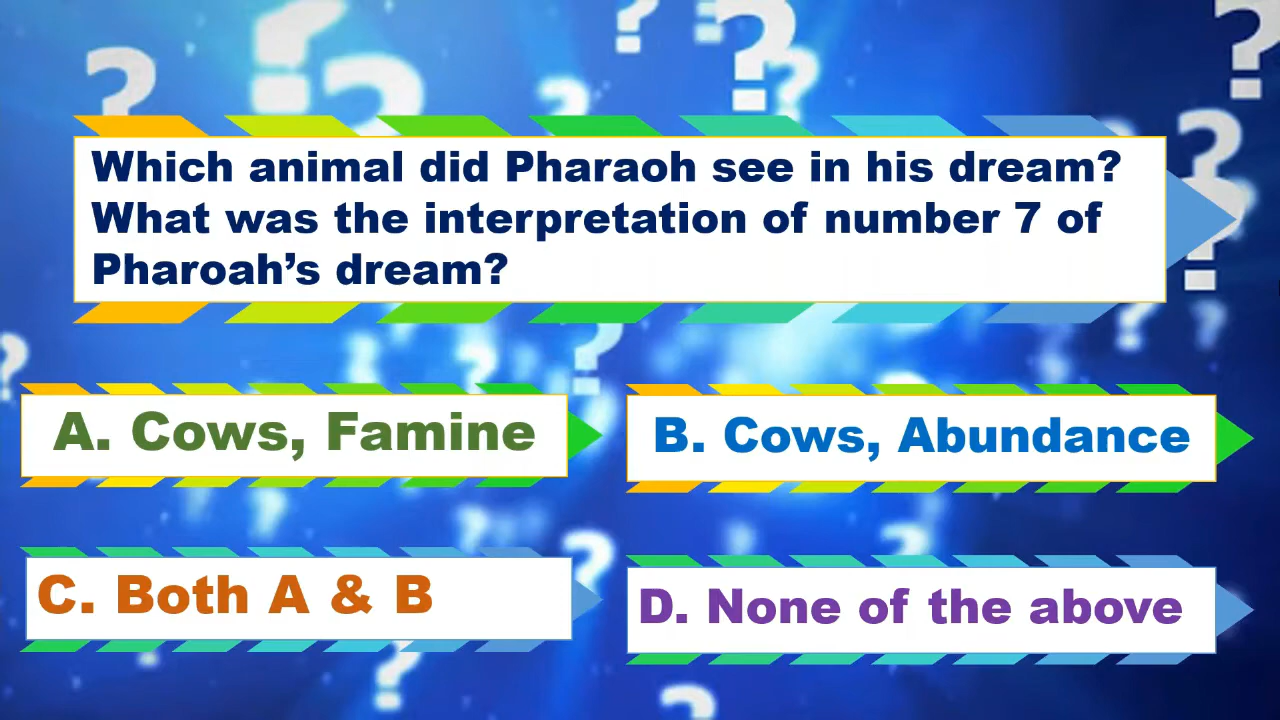 Which animal did Pharaoh see in his dream?
What was the interpretation of number 7 of
Pharoah’s dream?
A. Cows, Famine
B. Cows, Abundance
C. Both A & B
D. None of the above